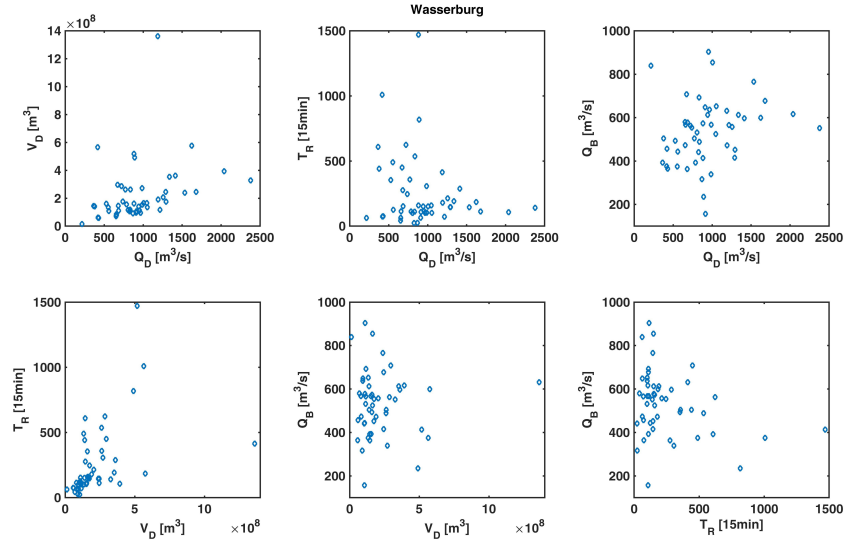 Wasserburg
×10^8
14
12
10
8
6
4
2
0
0 500 1000 1500 2000 2500
V_D [m^3]
Q_D [m^3/s]
1500
1000
500
0
0 500 1000 1500 2000 2500
T_R [15min]
Q_D [m^3/s]
1000
800
600
400
200
0 500 1000 1500 2000 2500
Q_B [m^3/s]
Q_D [m^3/s]
1500
1000
500
0
0 5 10
T_R [15min]
V_D [m^3]
×10^8
1000
800
600
400
200
0 5 10
Q_B [m^3/s]
V_D [m^3]
×10^8
1000
800
600
400
200
0 500 1000 1500
Q_B [m^3/s]
T_R [15min]